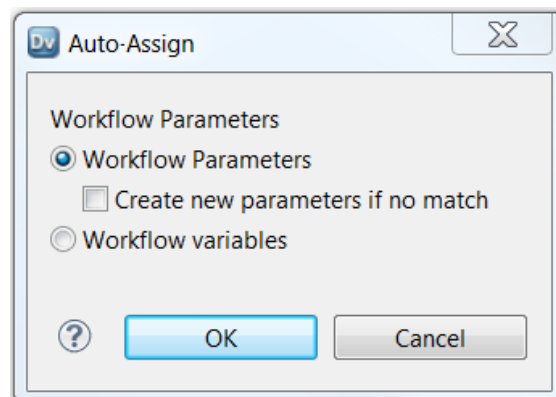 Dv Auto-Assign
Workflow Parameters
Workflow Parameters
Create new parameters if no match
Workflow variables
? OK Cancel